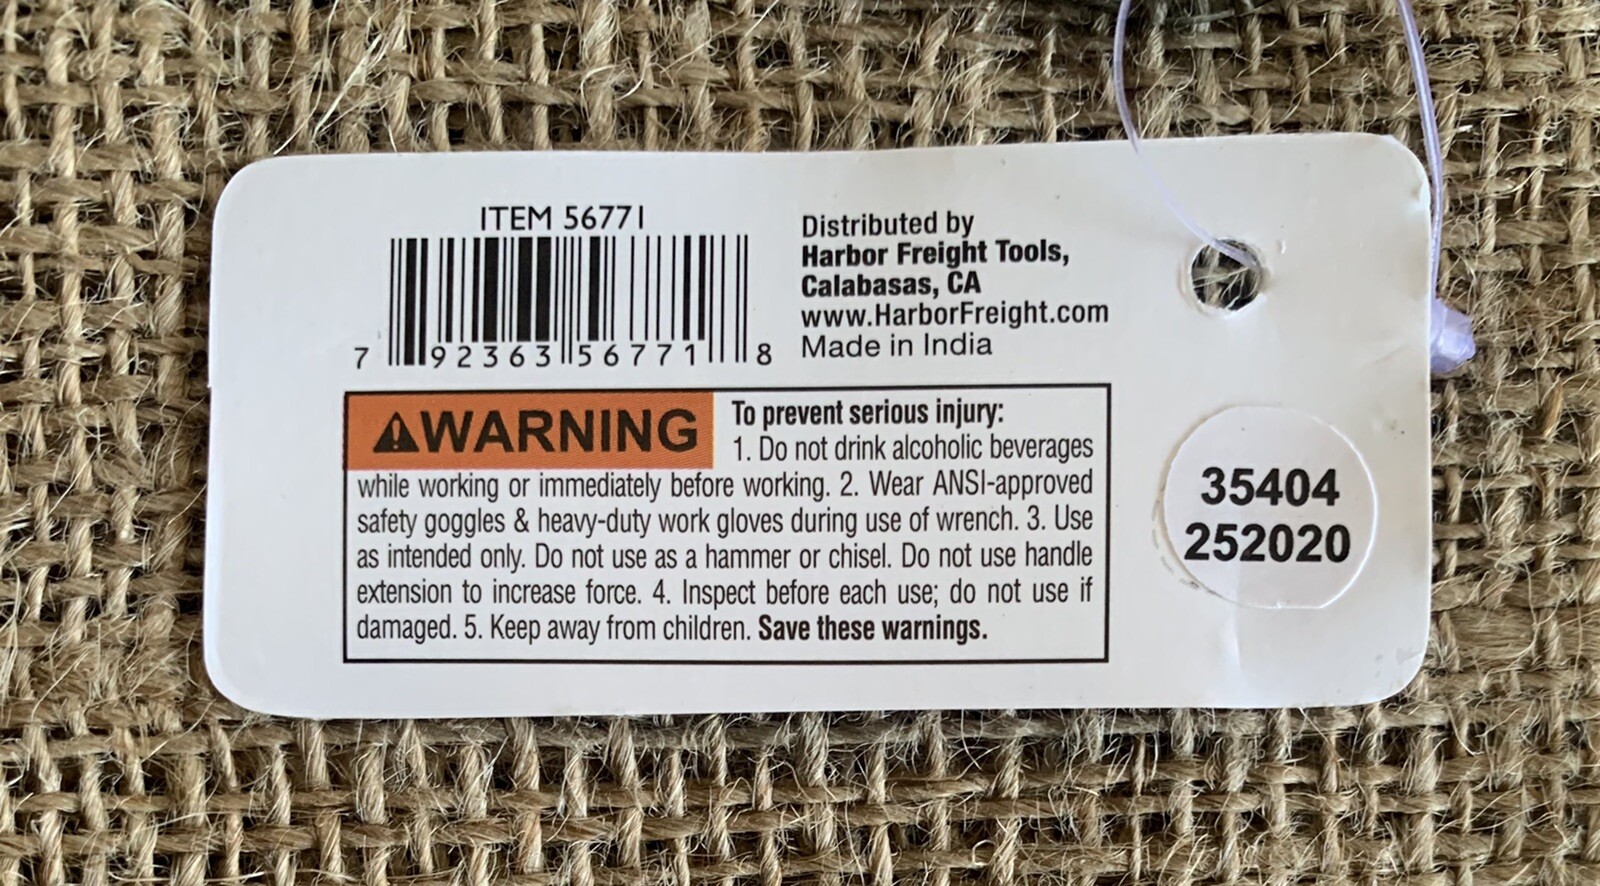 ITEM 56771
7 92363 56771 8
Distributed by
Harbor Freight Tools,
Calabasas, CA
www.HarborFreight.com
Made in India
⚠WARNING
To prevent serious injury:
1. Do not drink alcoholic beverages
while working or immediately before working. 2. Wear ANSI-approved
safety goggles & heavy-duty work gloves during use of wrench. 3. Use
as intended only. Do not use as a hammer or chisel. Do not use handle
extension to increase force. 4. Inspect before each use; do not use if
damaged. 5. Keep away from children. Save these warnings.
35404
252020